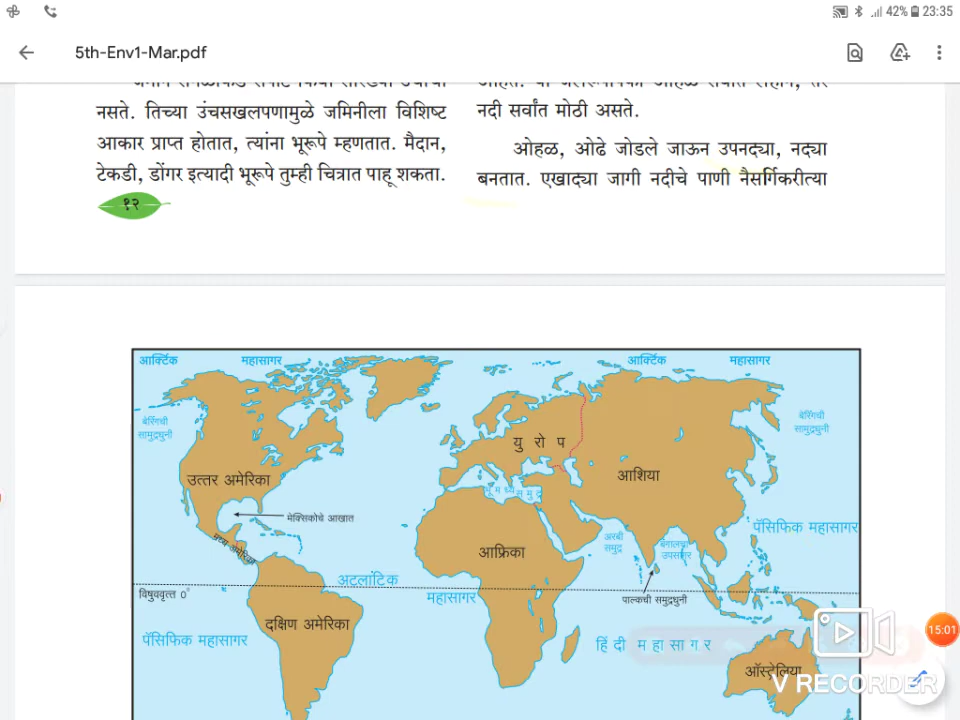 42% 23:35
5th-Env1-Mar.pdf
नसते. तिच्या उंचसखलपणामुळे जमिनीला विशिष्ट
आकार प्राप्त होतात, त्यांना भूरूपे म्हणतात. मैदान,
टेकडी, डोंगर इत्यादी भूरूपे तुम्ही चित्रात पाहू शकता.
१२
नदी सर्वांत मोठी असते.
ओहळ, ओढे जोडले जाऊन उपनद्या, नद्या
बनतात. एखाद्या जागी नदीचे पाणी नैसर्गिकरीत्या
आर्क्टिक महासागर आर्क्टिक महासागर
बेरिंगची
सामुद्रधुनी
बेरिंगची
सामुद्रधुनी
यु रो प
उत्तर अमेरिका
आशिया
भू म ध्य स मु द्र
मेक्सिकोचे आखात
पॅसिफिक महासागर
मध्य अमेरिका
आफ्रिका
अरबी
समुद्र
बंगालचा
उपसागर
अटलांटिक
महासागर
विषुववृत्त 0°
पाल्कची समुद्रधुनी
दक्षिण अमेरिका
पॅसिफिक महासागर
हिं दी म हा सा ग र
15:01
ऑस्ट्रेलिया
V RECORDER